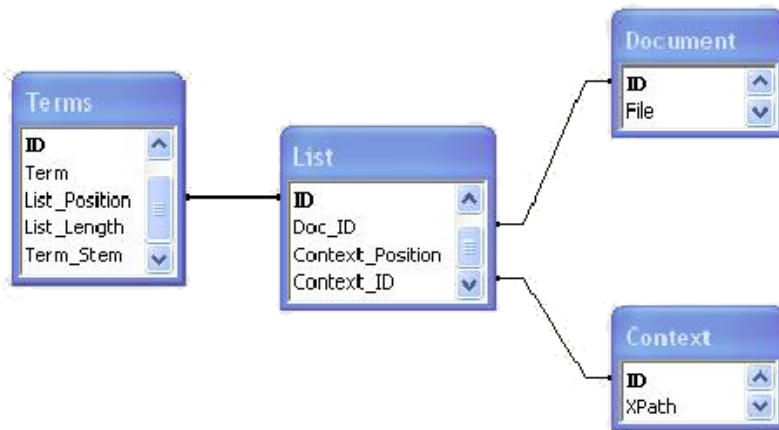 Terms
ID
Term
List_Position
List_Length
Term_Stem
List
ID
Doc_ID
Context_Position
Context_ID
Document
ID
File
Context
ID
XPath